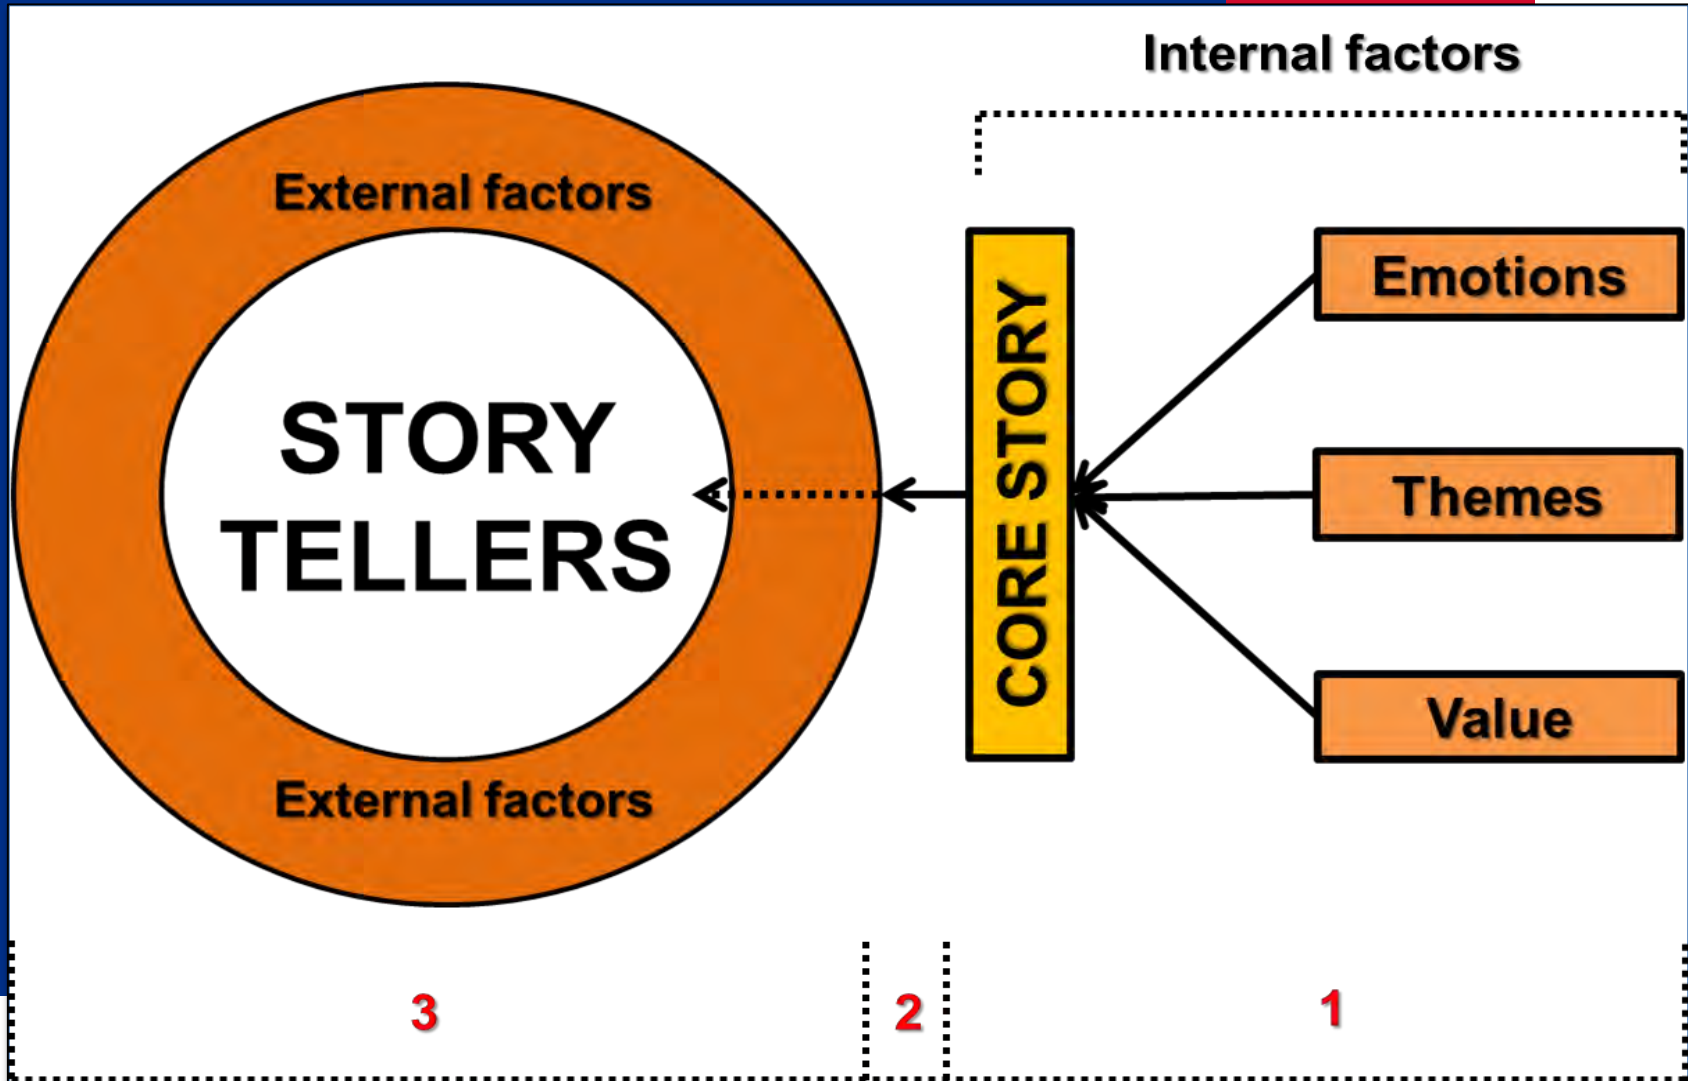 Internal factors
External factors
STORY
TELLERS
External factors
CORE STORY
Emotions
Themes
Value
3
2
1